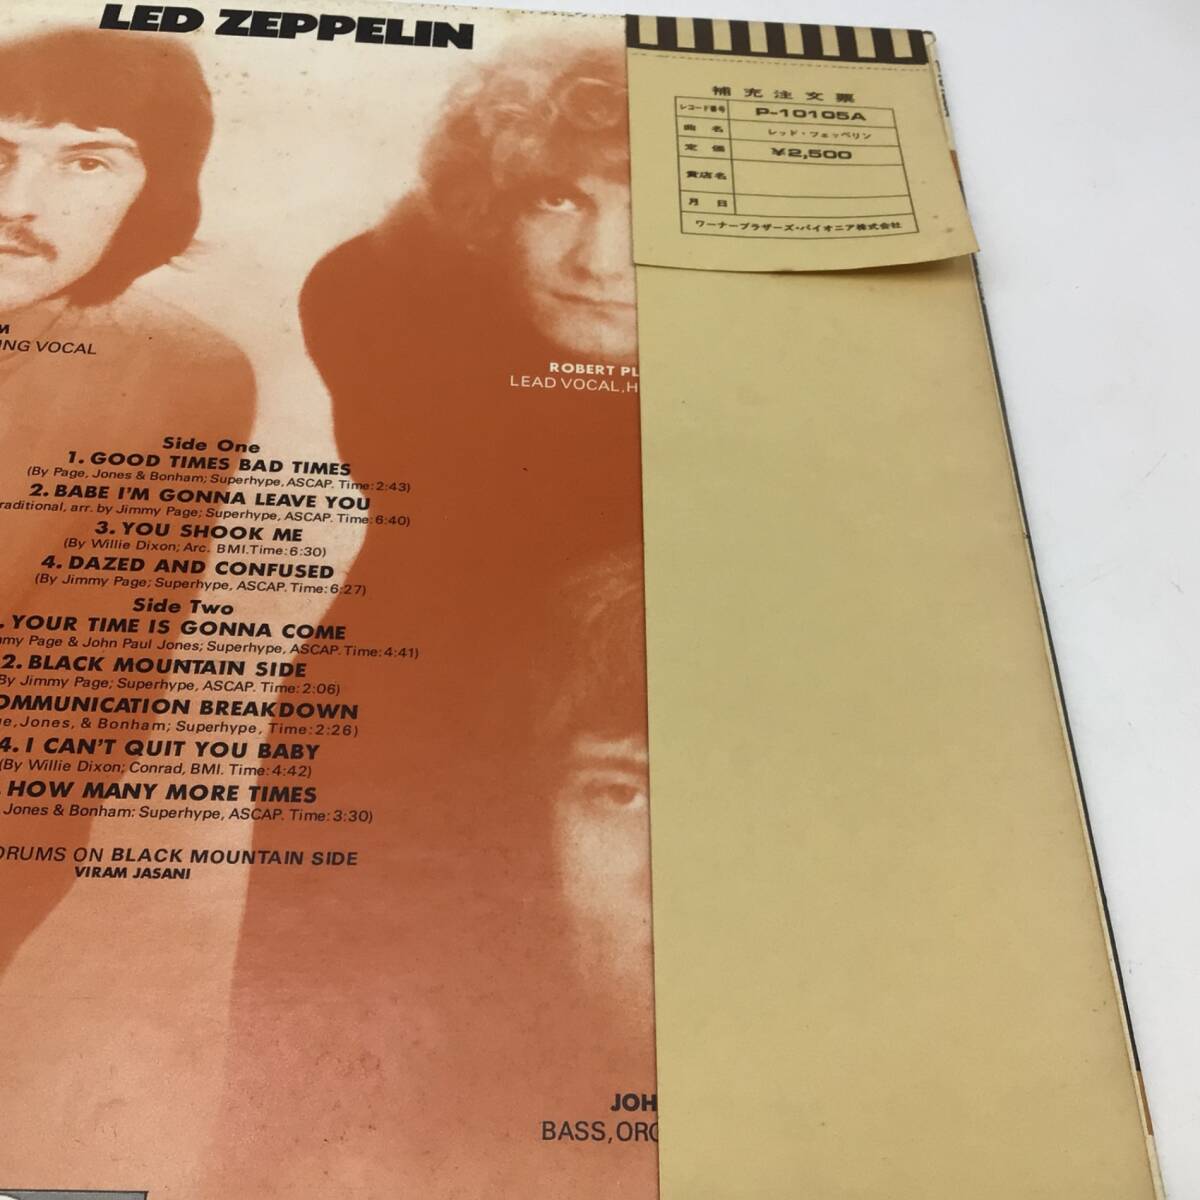 LED ZEPPELIN
補充注文票
レコード番号 P-10105A
曲名 レッド・ツェッペリン
定価 ¥2,500
貴店名
月日
ワーナーブラザーズ・パイオニア株式会社
M
ING VOCAL
ROBERT PL
LEAD VOCAL,H
Side One
1. GOOD TIMES BAD TIMES
(By Page, Jones & Bonham; Superhype, ASCAP. Time: 2:43)
2. BABE I'M GONNA LEAVE YOU
raditional, arr. by Jimmy Page; Superhype, ASCAP. Time: 6:40)
3. YOU SHOOK ME
(By Willie Dixon; Arc. BMI. Time: 6:30)
4. DAZED AND CONFUSED
(By Jimmy Page; Superhype, ASCAP. Time: 6:27)
Side Two
. YOUR TIME IS GONNA COME
mmy Page & John Paul Jones; Superhype, ASCAP. Time: 4:41)
2. BLACK MOUNTAIN SIDE
By Jimmy Page; Superhype, ASCAP. Time: 2:06)
OMMUNICATION BREAKDOWN
e, Jones, & Bonham; Superhype, Time: 2:26)
4. I CAN'T QUIT YOU BABY
(By Willie Dixon; Conrad, BMI. Time: 4:42)
. HOW MANY MORE TIMES
Jones & Bonham: Superhype, ASCAP. Time: 3:30)
DRUMS ON BLACK MOUNTAIN SIDE
VIRAM JASANI
JOH
BASS, ORG